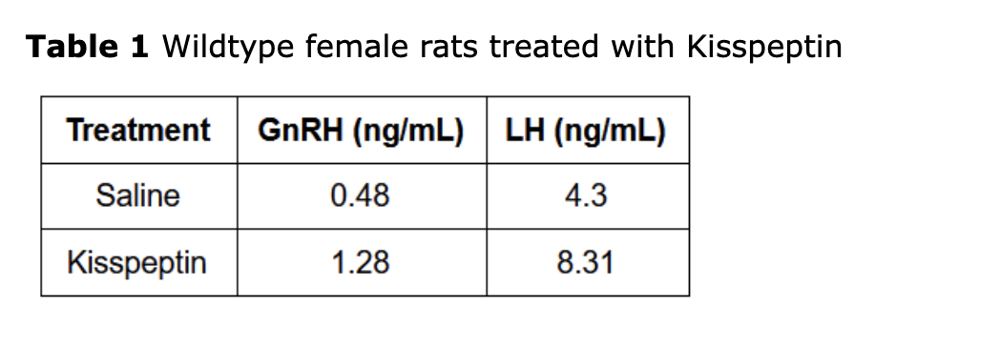 Table 1 Wildtype female rats treated with Kisspeptin
Treatment GnRH (ng/mL) LH (ng/mL)
Saline 0.48 4.3
Kisspeptin 1.28 8.31